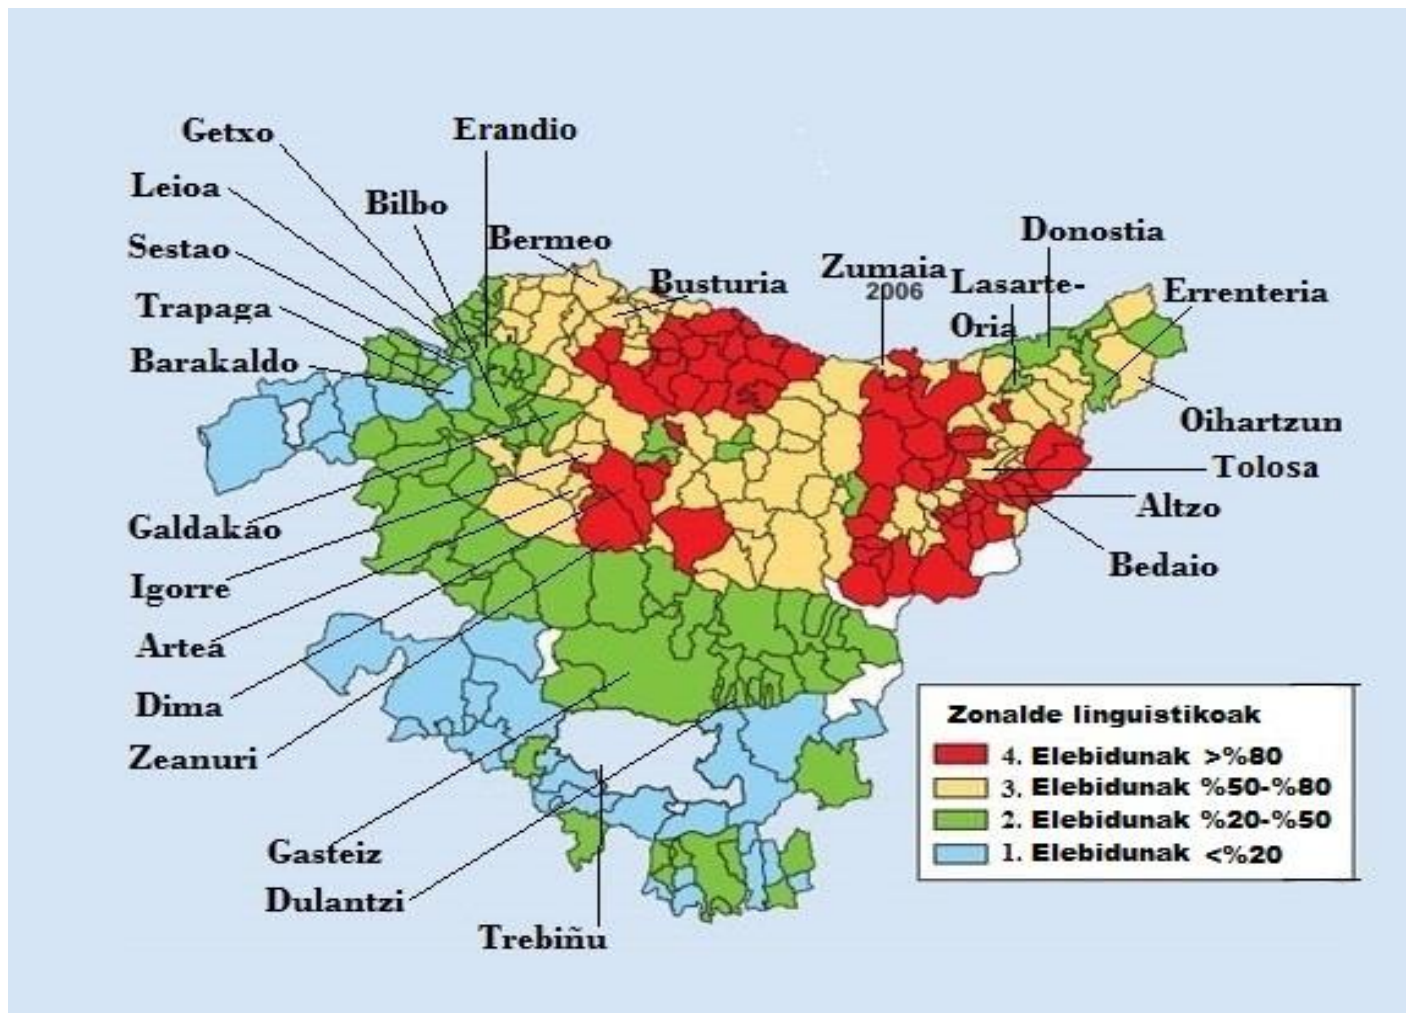 Getxo
Erandio
Leioa
Bilbo
Sestao
Bermeo
Donostia
Zumaia
2006
Busturia
Lasarte-
Oria
Errenteria
Trapaga
Barakaldo
Oihartzun
Tolosa
Altzo
Bedaio
Galdakao
Igorre
Artea
Dima
Zeanuri
Gasteiz
Dulantzi
Trebiñu
Zonalde linguistikoak
4. Elebidunak >%80
3. Elebidunak %50-%80
2. Elebidunak %20-%50
1. Elebidunak <%20